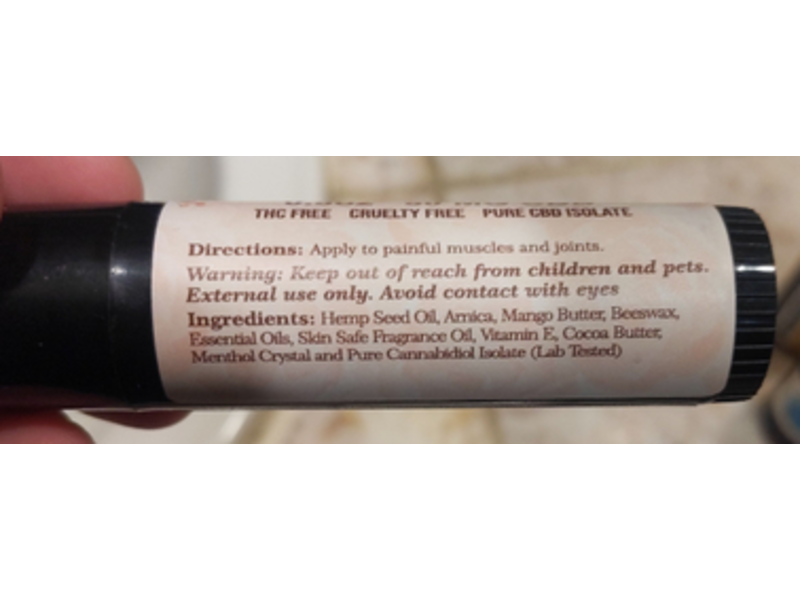 THC FREE CRUELTY FREE PURE CBD ISOLATE
Directions: Apply to painful muscles and joints.
Warning: Keep out of reach from children and pets.
External use only. Avoid contact with eyes
Ingredients: Hemp Seed Oil, Arnica, Mango Butter, Beeswax,
Essential Oils, Skin Safe Fragrance Oil, Vitamin E, Cocoa Butter,
Menthol Crystal and Pure Cannabidiol Isolate (Lab Tested)